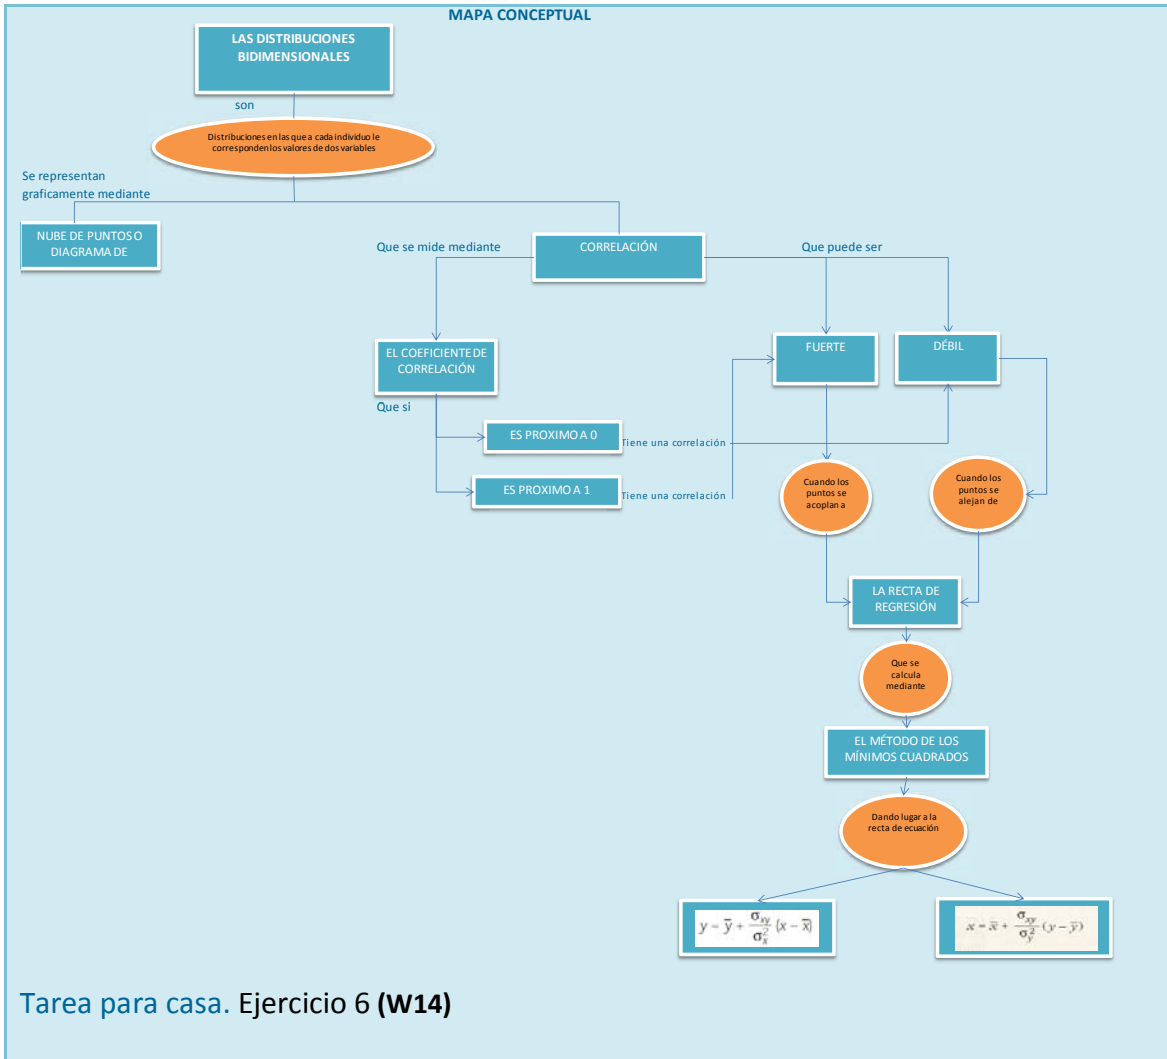 MAPA CONCEPTUAL
LAS DISTRIBUCIONES
BIDIMENSIONALES
son
Distribuciones en las que a cada individuo le
corresponden los valores de dos variables
Se representan
graficamente mediante
NUBE DE PUNTOS O
DIAGRAMA DE
Que se mide mediante
CORRELACIÓN
Que puede ser
EL COEFICIENTE DE
CORRELACIÓN
FUERTE
DÉBIL
Que si
ES PROXIMO A 0
Tiene una correlación
ES PROXIMO A 1
Tiene una correlación
Cuando los
puntos se
acoplan a
Cuando los
puntos se
alejan de
LA RECTA DE
REGRESIÓN
Que se
calcula
mediante
EL MÉTODO DE LOS
MÍNIMOS CUADRADOS
Dando lugar a la
recta de ecuación
y = ȳ + σxy/σx² (x – x̄)
x = x̄ + σxy/σy² (y – ȳ)
Tarea para casa. Ejercicio 6 (W14)